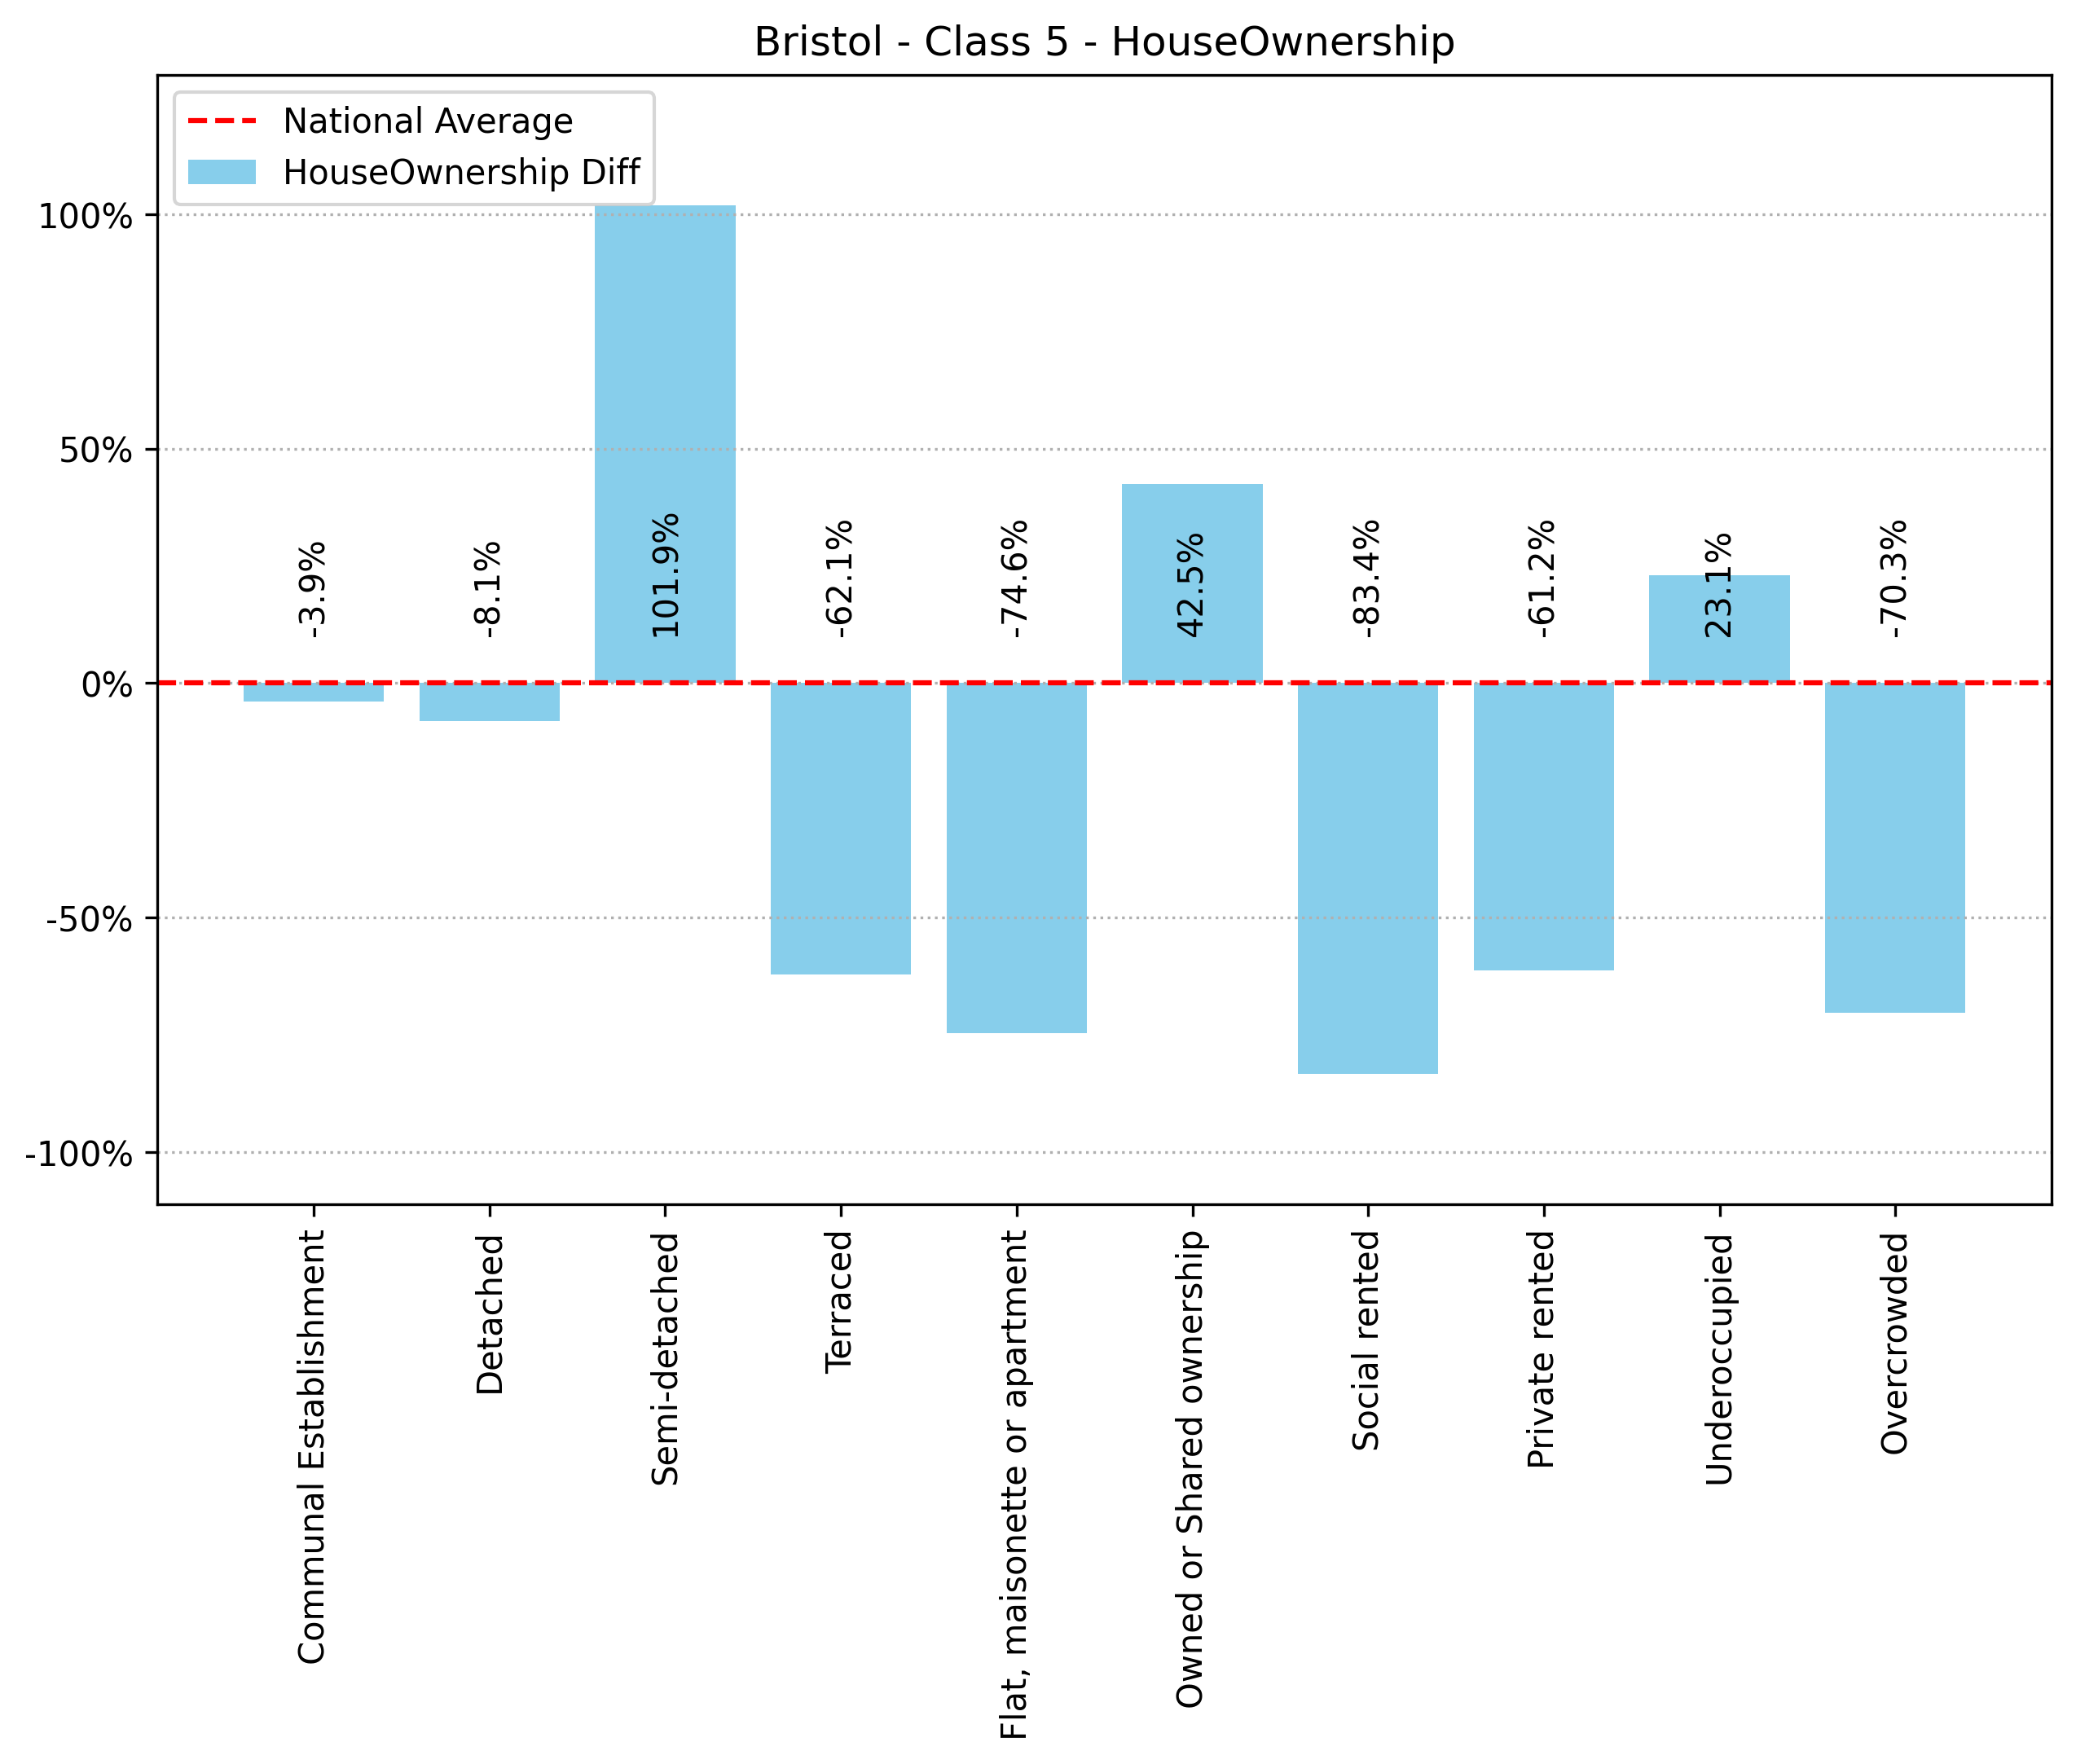 Bristol - Class 5 - HouseOwnership
National Average
HouseOwnership Diff
100%
50%
0%
-50%
-100%
-3.9%
-8.1%
101.9%
-62.1%
-74.6%
42.5%
-83.4%
-61.2%
23.1%
-70.3%
Communal Establishment
Detached
Semi-detached
Terraced
Flat, maisonette or apartment
Owned or Shared ownership
Social rented
Private rented
Underoccupied
Overcrowded